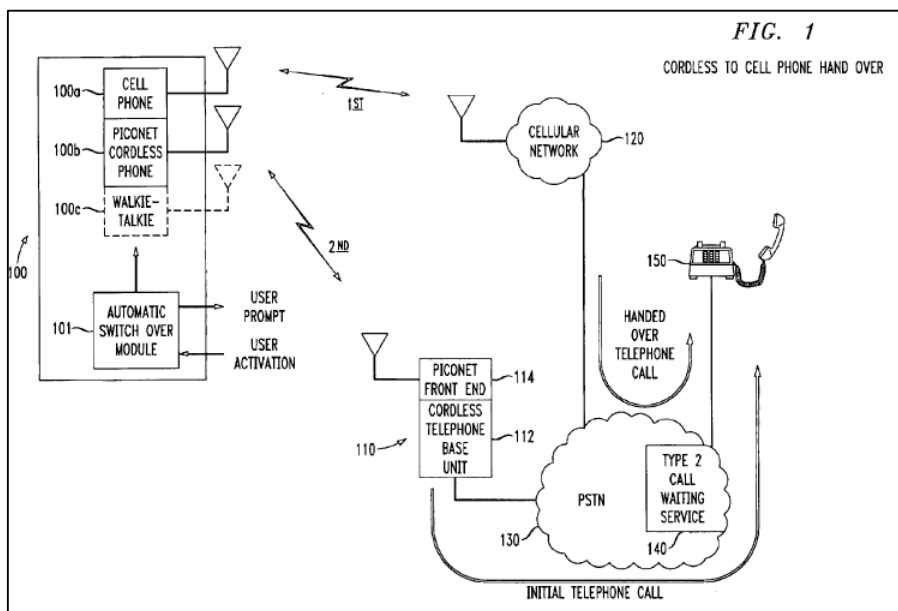 FIG. 1
CORDLESS TO CELL PHONE HAND OVER
100a
CELL
PHONE
100b
PICONET
CORDLESS
PHONE
100c
WALKIE-
TALKIE
100
101
AUTOMATIC
SWITCH OVER
MODULE
USER
PROMPT
USER
ACTIVATION
1ST
2ND
CELLULAR
NETWORK
120
150
HANDED
OVER
TELEPHONE
CALL
PICONET
FRONT END
114
CORDLESS
TELEPHONE
BASE
UNIT
112
110
PSTN
130
TYPE 2
CALL
WAITING
SERVICE
140
INITIAL TELEPHONE CALL